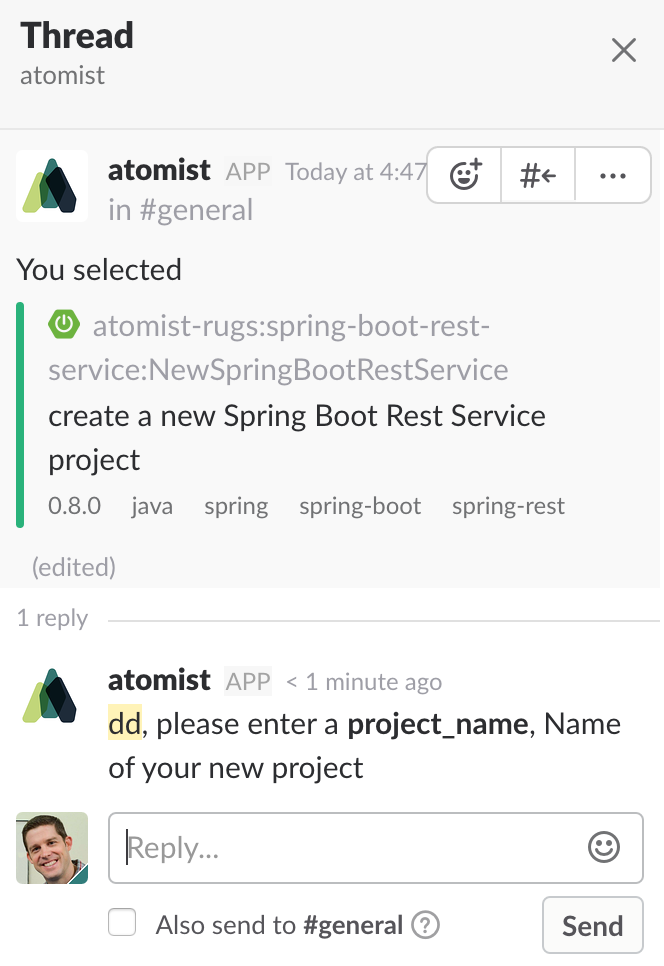 Thread
atomist
atomist APP Today at 4:47
in #general
You selected
atomist-rugs:spring-boot-rest-
service:NewSpringBootRestService
create a new Spring Boot Rest Service
project
0.8.0 java spring spring-boot spring-rest
(edited)
1 reply
atomist APP < 1 minute ago
dd, please enter a project_name, Name
of your new project
Reply...
Also send to #general ?
Send